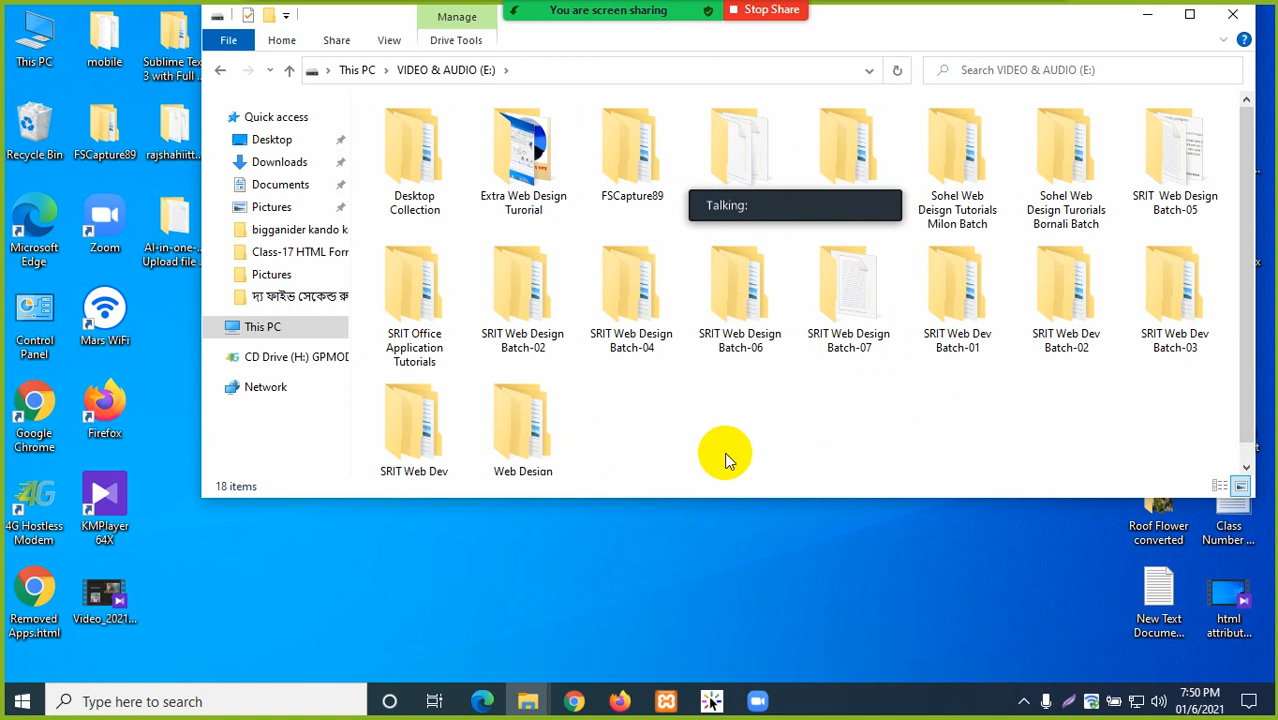 You are screen sharing
Stop Share
Manage
File
Home
Share
View
Drive Tools
This PC
VIDEO & AUDIO (E:)
Search VIDEO & AUDIO (E:)
This PC
mobile
Sublime Tex
3 with Full ...
Recycle Bin
FSCapture89
rajshahiitt...
Microsoft
Edge
Zoom
AI-in-one-...
Upload file ...
Control
Panel
Mars WiFi
Google
Chrome
Firefox
4G Hostless
Modem
KMPlayer
64X
Removed
Apps.html
Video_2021...
Quick access
Desktop
Downloads
Documents
Pictures
bigganider kando k
Class-17 HTML Forr
Pictures
দ্য ফাইভ সেকেন্ড রু
This PC
CD Drive (H:) GPMOD
Network
Desktop
Collection
Extra Web Design
Turorial
FSCapture89
Talking:
Sohel Web
Deisgn Tutorials
Milon Batch
Sohel Web
Design Turorials
Bornali Batch
SRIT Web Design
Batch-05
SRIT Office
Application
Tutorials
SRIT Web Design
Batch-02
SRIT Web Design
Batch-04
SRIT Web Design
Batch-06
SRIT Web Design
Batch-07
SRIT Web Dev
Batch-01
SRIT Web Dev
Batch-02
SRIT Web Dev
Batch-03
SRIT Web Dev
Web Design
18 items
Roof Flower
converted
Class
Number ...
New Text
Docume...
html
attribut...
Type here to search
7:50 PM
01/6/2021